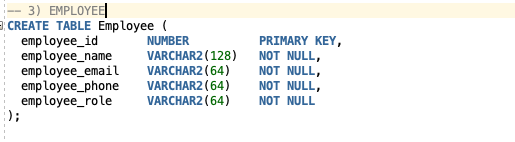 -- 3) EMPLOYEE
CREATE TABLE Employee (
  employee_id       NUMBER          PRIMARY KEY,
  employee_name     VARCHAR2(128)   NOT NULL,
  employee_email    VARCHAR2(64)    NOT NULL,
  employee_phone    VARCHAR2(64)    NOT NULL,
  employee_role     VARCHAR2(64)    NOT NULL
);